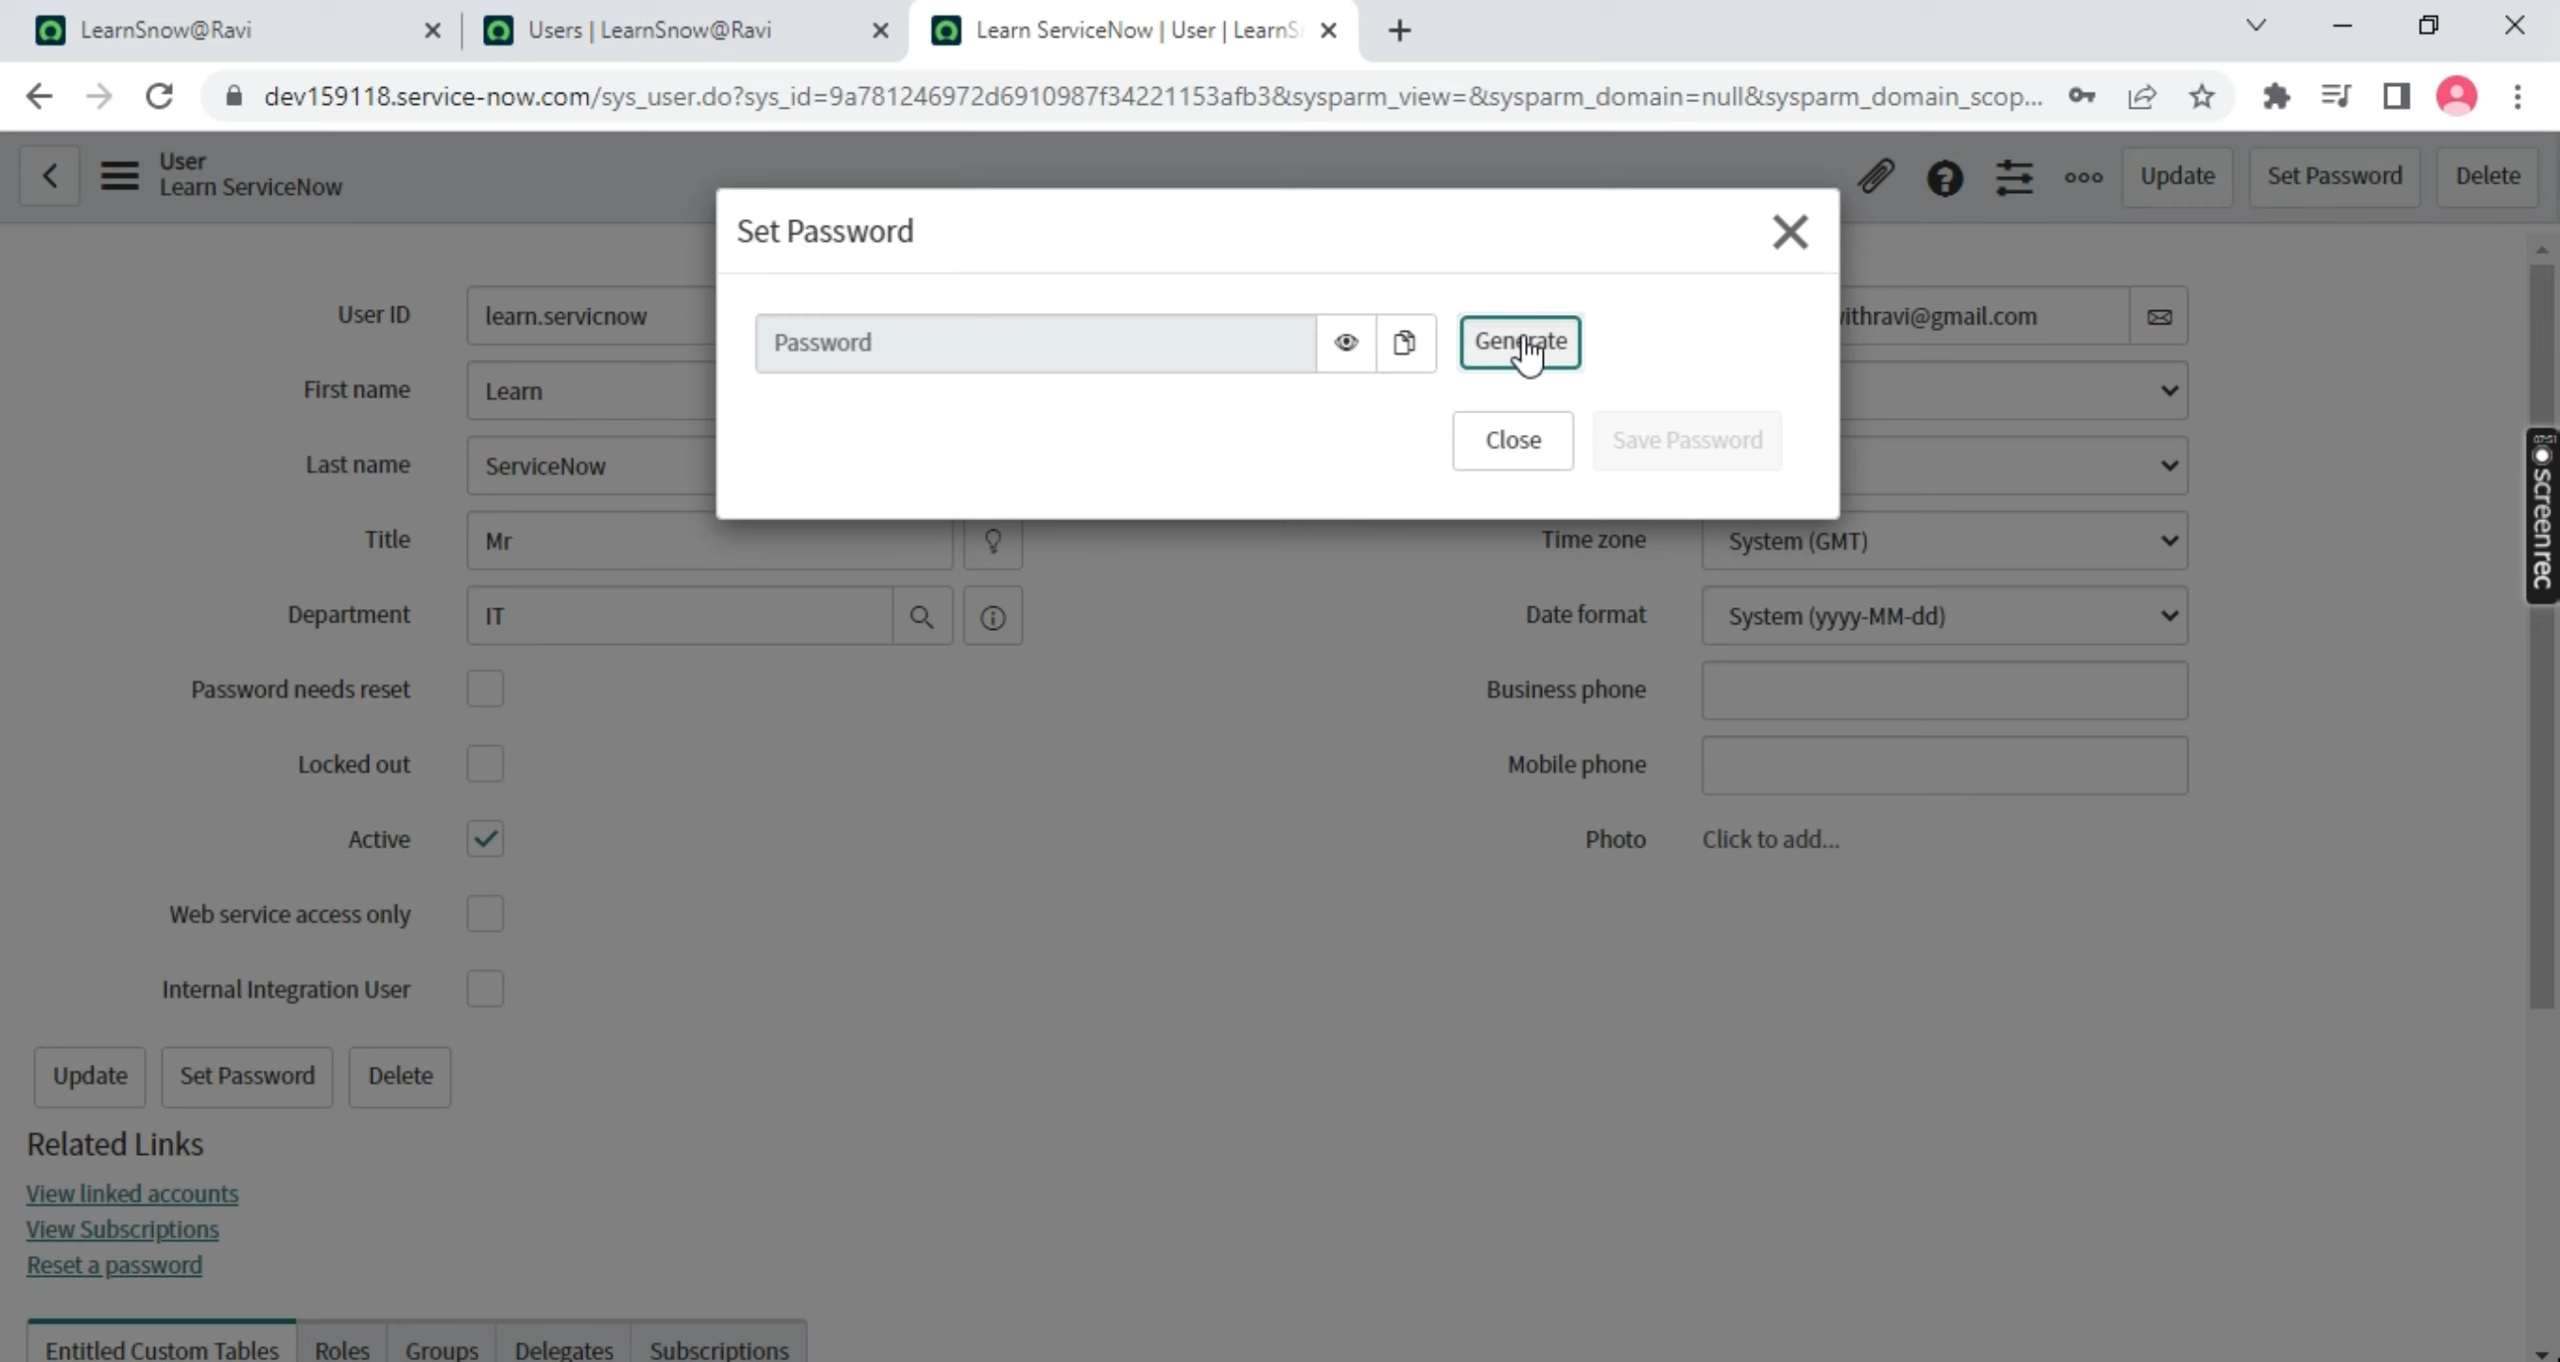 LearnSnow@Ravi
Users | LearnSnow@Ravi
Learn ServiceNow | User | LearnS
dev159118.service-now.com/sys_user.do?sys_id=9a781246972d6910987f34221153afb3&sysparm_view=&sysparm_domain=null&sysparm_domain_scop...
User
Learn ServiceNow
Update
Set Password
Delete
Set Password
Password
Generate
Close
Save Password
User ID
learn.servicnow
vithravi@gmail.com
First name
Learn
Last name
ServiceNow
Title
Mr
Time zone
System (GMT)
Department
IT
Date format
System (yyyy-MM-dd)
Password needs reset
Business phone
Locked out
Mobile phone
Active
Photo
Click to add...
Web service access only
Internal Integration User
Update
Set Password
Delete
Related Links
View linked accounts
View Subscriptions
Reset a password
Entitled Custom Tables
Roles
Groups
Delegates
Subscriptions
07:51
screenrec